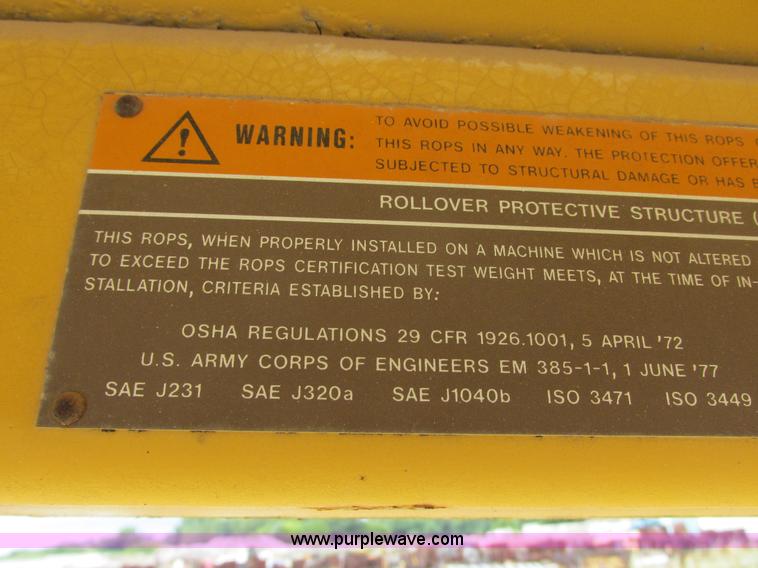 WARNING:
TO AVOID POSSIBLE WEAKENING OF THIS ROPS
THIS ROPS IN ANY WAY. THE PROTECTION OFFER
SUBJECTED TO STRUCTURAL DAMAGE OR HAS
ROLLOVER PROTECTIVE STRUCTURE (
THIS ROPS, WHEN PROPERLY INSTALLED ON A MACHINE WHICH IS NOT ALTERED
TO EXCEED THE ROPS CERTIFICATION TEST WEIGHT MEETS, AT THE TIME OF IN-
STALLATION, CRITERIA ESTABLISHED BY:
OSHA REGULATIONS 29 CFR 1926.1001, 5 APRIL '72
U.S. ARMY CORPS OF ENGINEERS EM 385-1-1, 1 JUNE '77
SAE J231 SAE J320a SAE J1040b ISO 3471 ISO 3449
www.purplewave.com